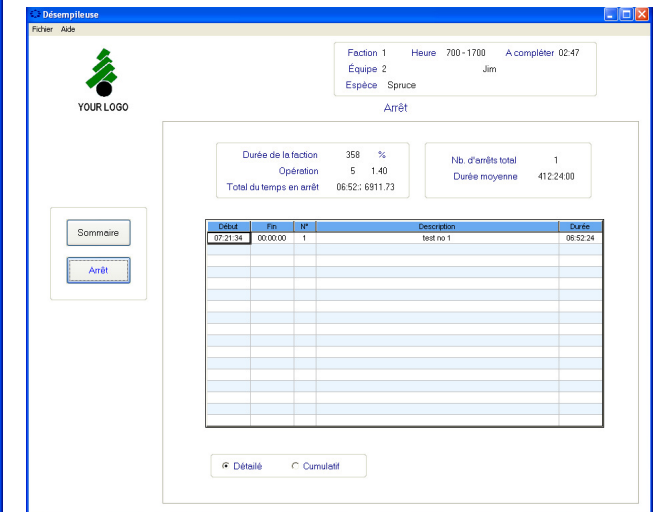 Désempileuse
Fichier Aide
Faction 1 Heure 700-1700 A compléter 02:47
Équipe 2 Jim
Espèce Spruce
YOUR LOGO
Arrêt
Durée de la faction 358 %
Opération 5 1.40
Total du temps en arrêt 06:52:; 6911.73
Nb. d'arrêts total 1
Durée moyenne 412:24:00
Sommaire
Arrêt
Début Fin N° Description Durée
07:21:34 00:00:00 1 test no 1 06:52:24
Détailé Cumulatif